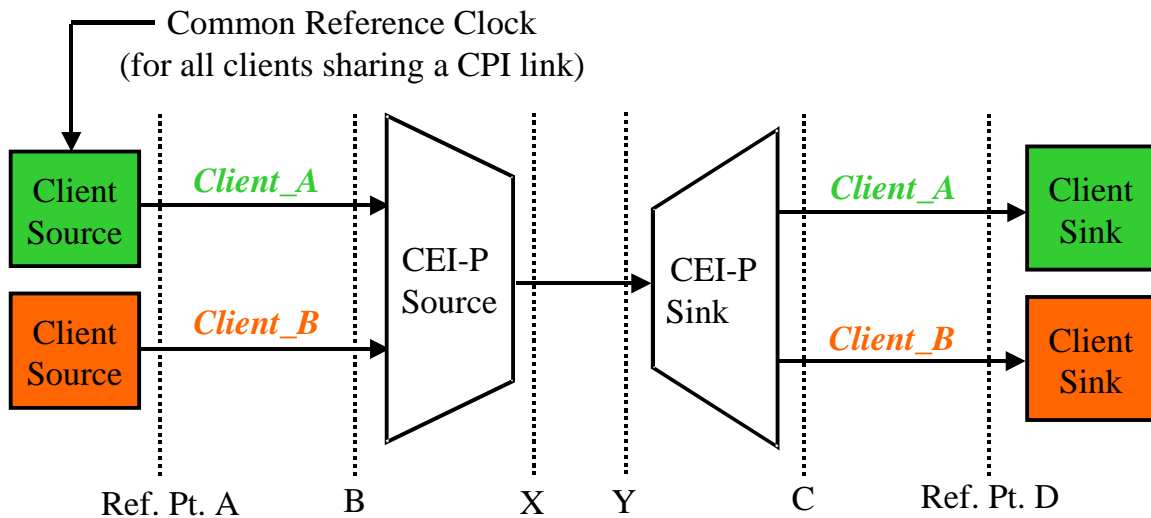 Common Reference Clock
(for all clients sharing a CPI link)
Client
Source
Client_A
CEI-P
Source
CEI-P
Sink
Client_A
Client
Sink
Client
Source
Client_B
Client_B
Client
Sink
Ref. Pt. A
B
X
Y
C
Ref. Pt. D